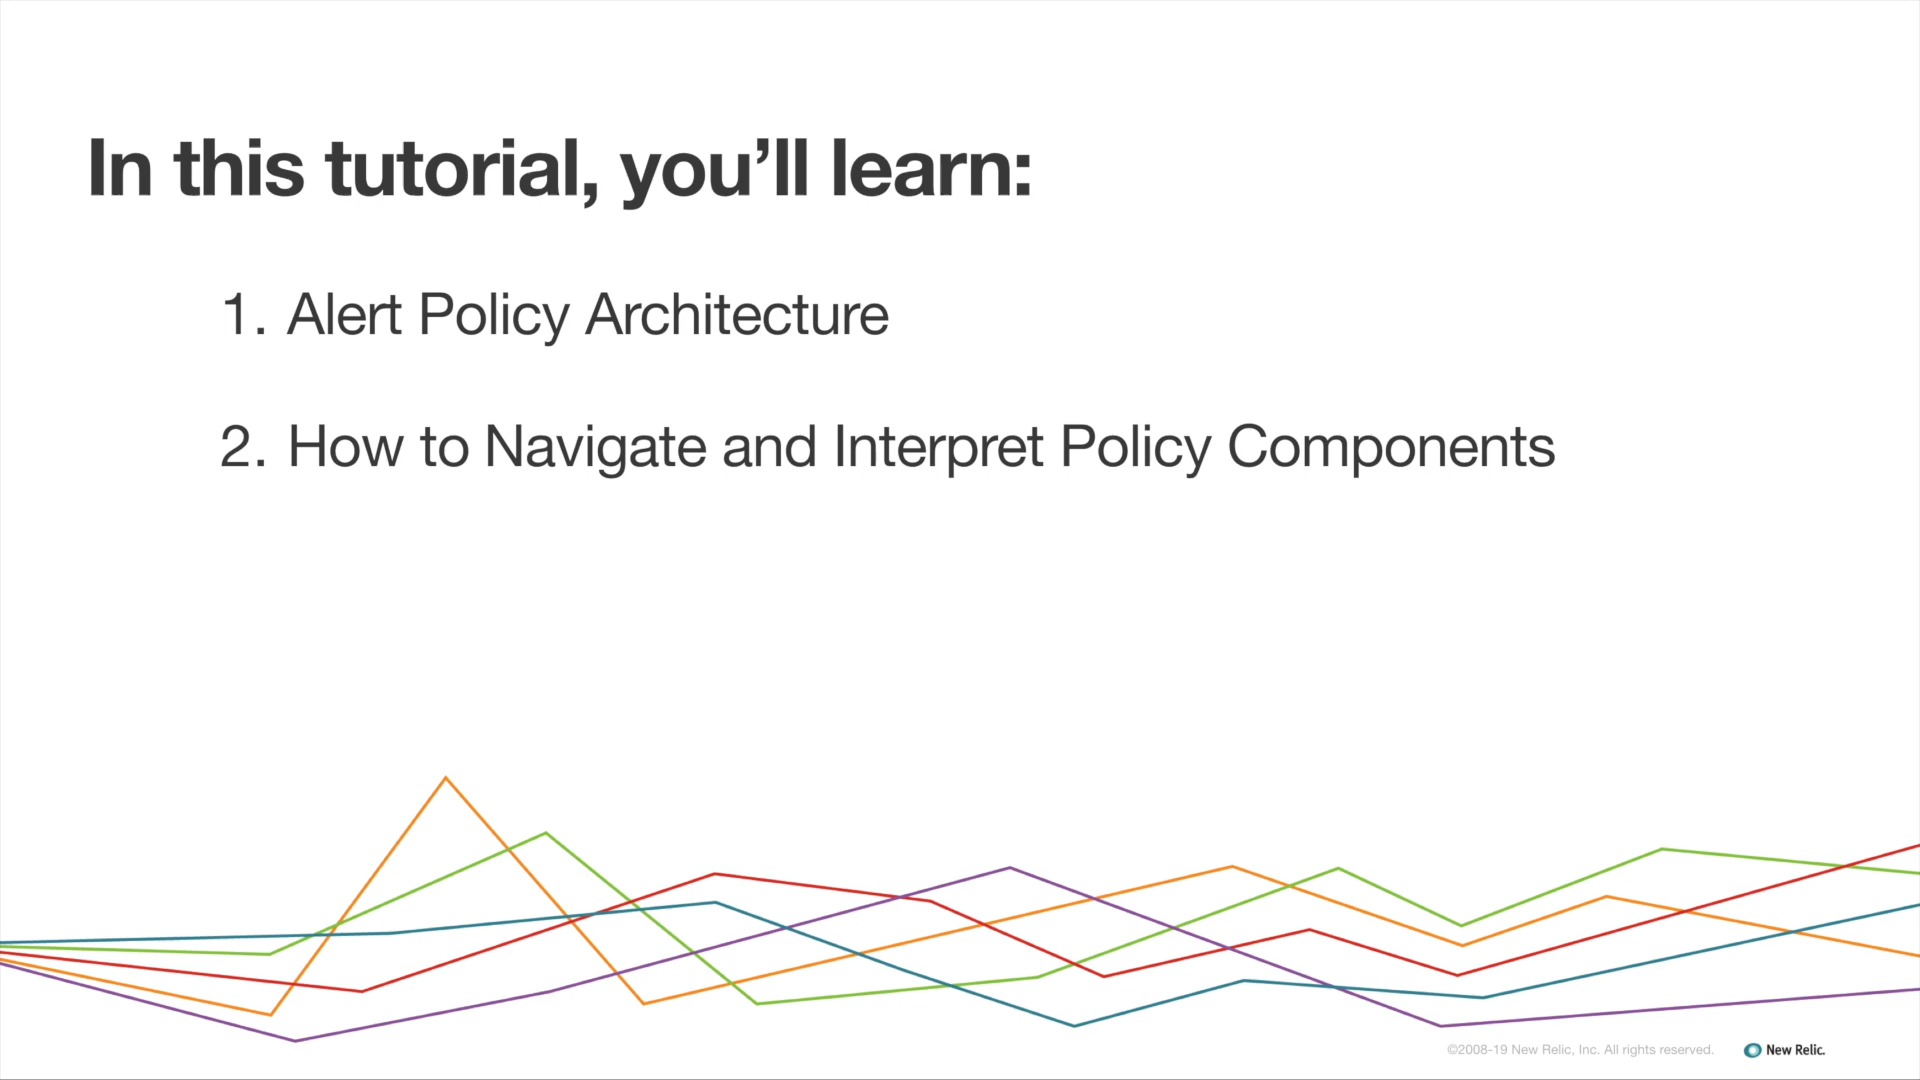 In this tutorial, you’ll learn:
1. Alert Policy Architecture
2. How to Navigate and Interpret Policy Components
©2008-19 New Relic, Inc. All rights reserved.
New Relic.